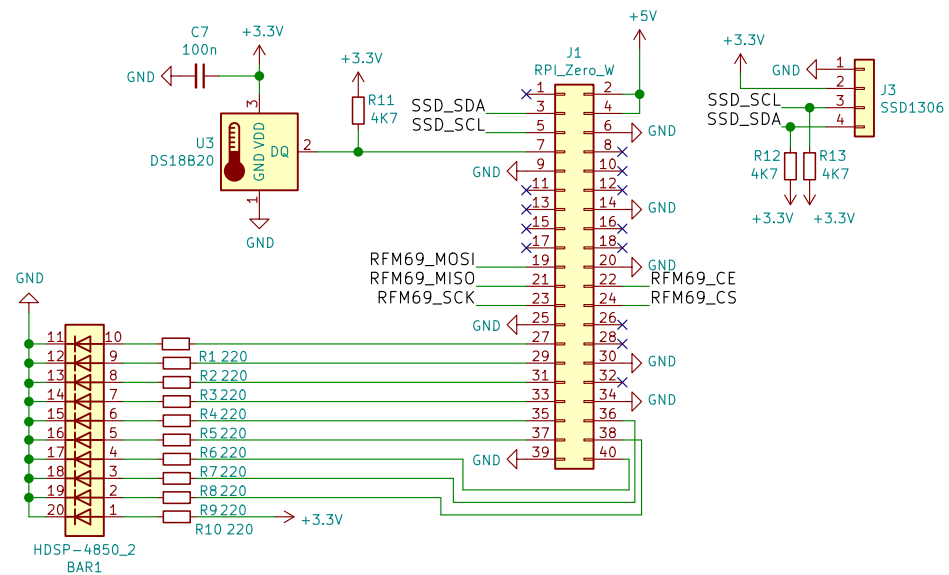 C7
100n
+3.3V
GND
3
U3
DS18B20
GND VDD
DQ
2
1
GND
+3.3V
R11
4K7
+5V
J1
RPI_Zero_W
SSD_SDA
SSD_SCL
1 2
3 4
5 6 GND
7 8
GND 9 10
11 12
13 14 GND
15 16
17 18
RFM69_MOSI 19 20 GND
RFM69_MISO 21 22 RFM69_CE
RFM69_SCK 23 24 RFM69_CS
GND 25 26
27 28
29 30 GND
31 32
33 34 GND
35 36
37 38
GND 39 40
+3.3V
GND 1
2
SSD_SCL 3
SSD_SDA 4
J3
SSD1306
R12
4K7
R13
4K7
+3.3V
+3.3V
GND
11 10
12 9 R1 220
13 8 R2 220
14 7 R3 220
15 6 R4 220
16 5 R5 220
17 4 R6 220
18 3 R7 220
19 2 R8 220
20 1 R9 220
R10 220
+3.3V
HDSP-4850_2
BAR1